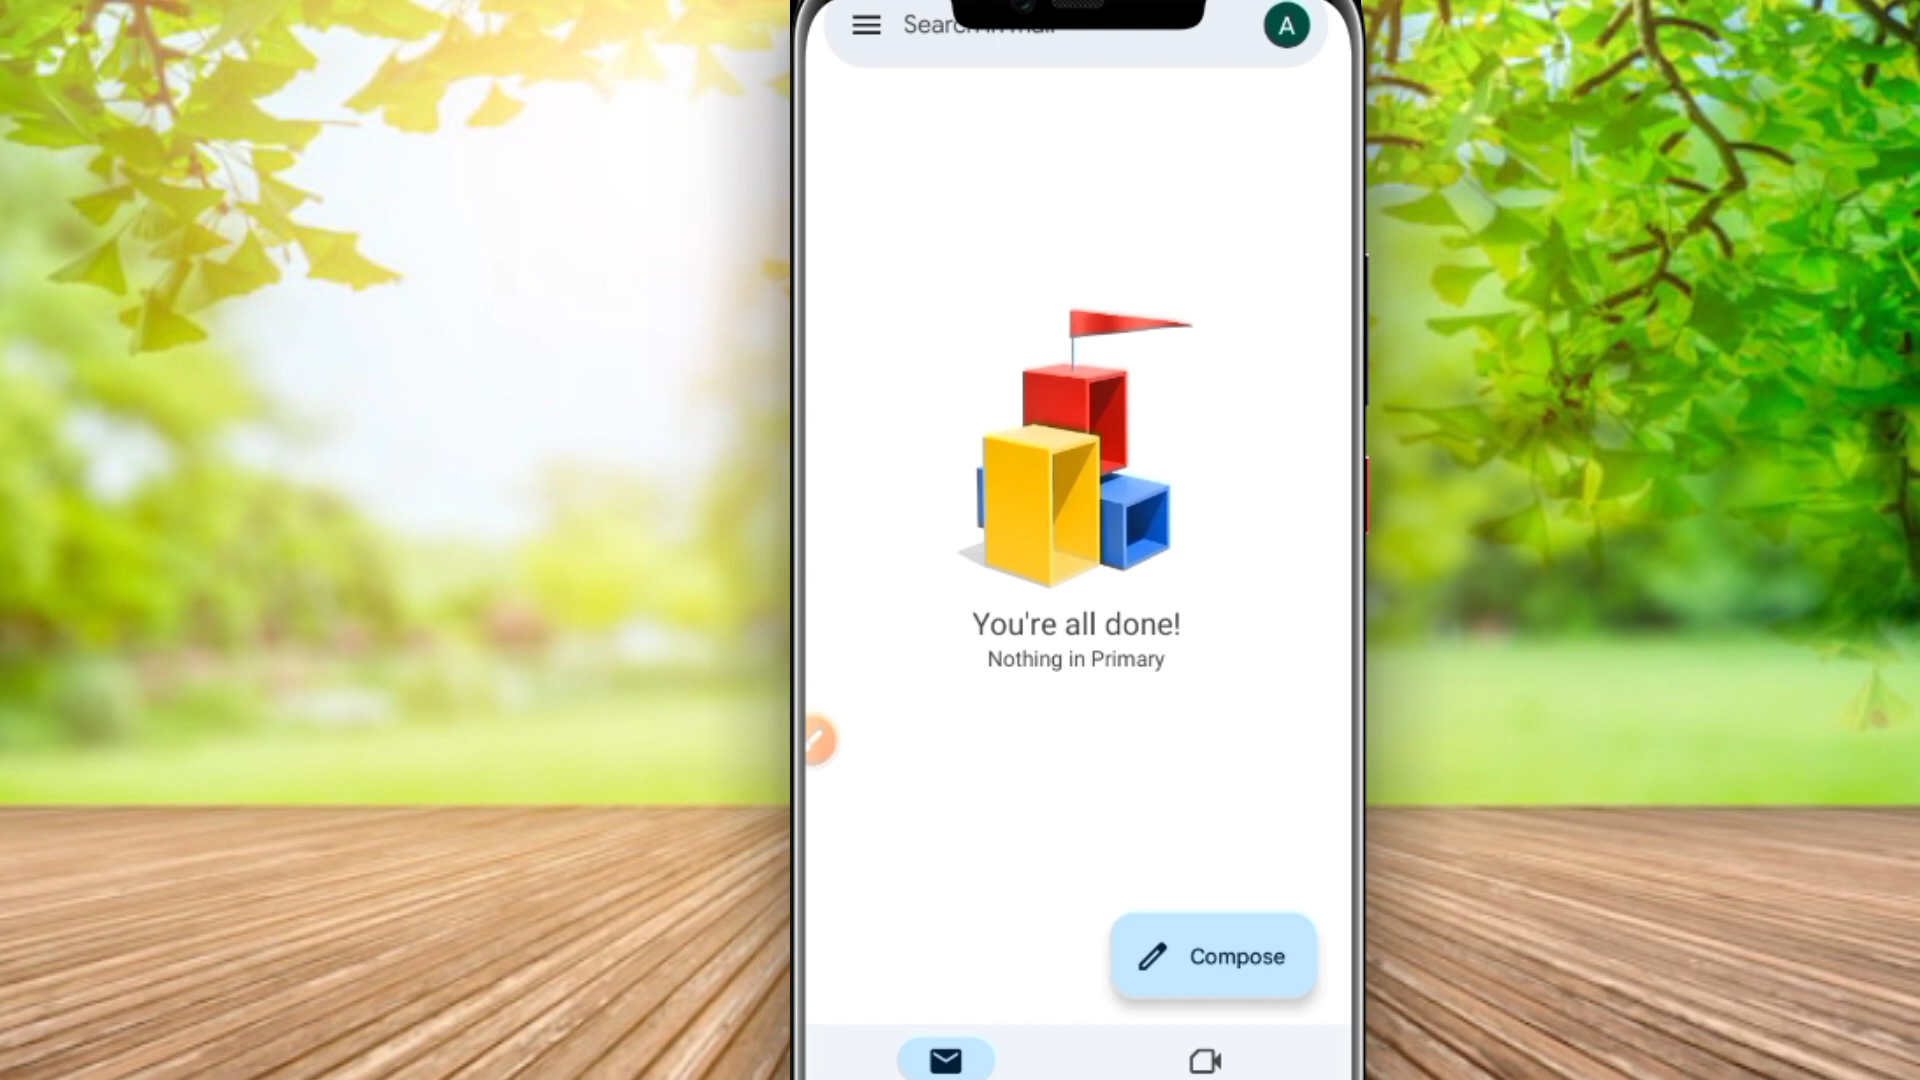 Search in mail
A
You're all done!
Nothing in Primary
Compose